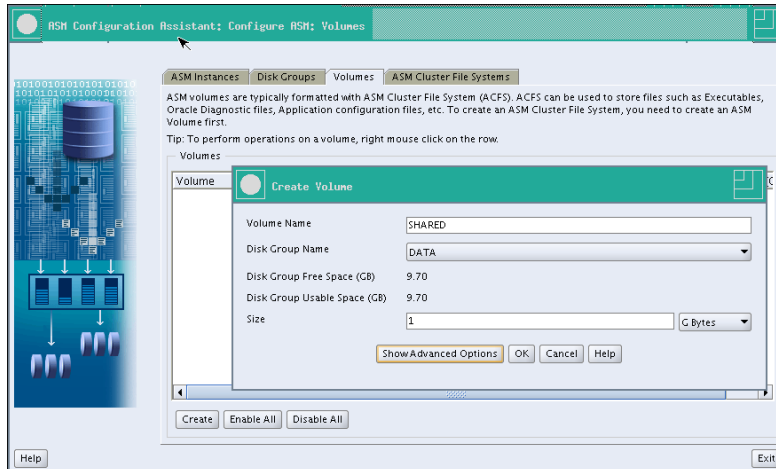 ASM Configuration Assistant: Configure ASM: Volumes
ASM Instances Disk Groups Volumes ASM Cluster File Systems
ASM volumes are typically formatted with ASM Cluster File System (ACFS). ACFS can be used to store files such as Executables,
Oracle Diagnostic files, Application configuration files, etc. To create an ASM Cluster File System, you need to create an ASM
Volume first.
Tip: To perform operations on a volume, right mouse click on the row.
Volumes
Volume
Create Volume
Volume Name SHARED
Disk Group Name DATA
Disk Group Free Space (GB) 9.70
Disk Group Usable Space (GB) 9.70
Size 1 G Bytes
Show Advanced Options OK Cancel Help
Create Enable All Disable All
Help Exit